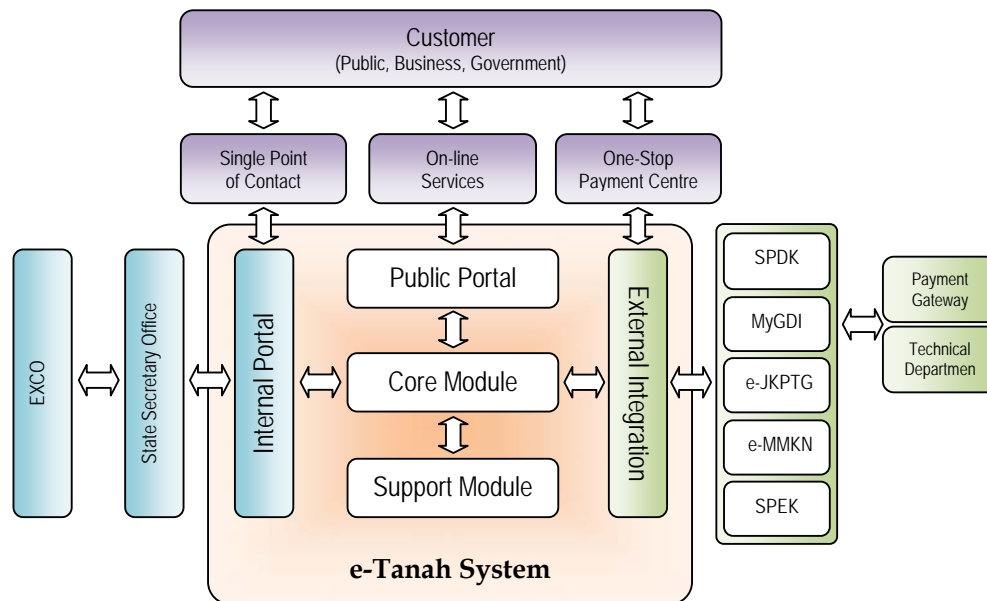 Customer
(Public, Business, Government)
Single Point
of Contact
On-line
Services
One-Stop
Payment Centre
EXCO
State Secretary Office
Internal Portal
Public Portal
Core Module
Support Module
External Integration
SPDK
MyGDI
e-JKPTG
e-MMKN
SPEK
Payment
Gateway
Technical
Departmen
e-Tanah System